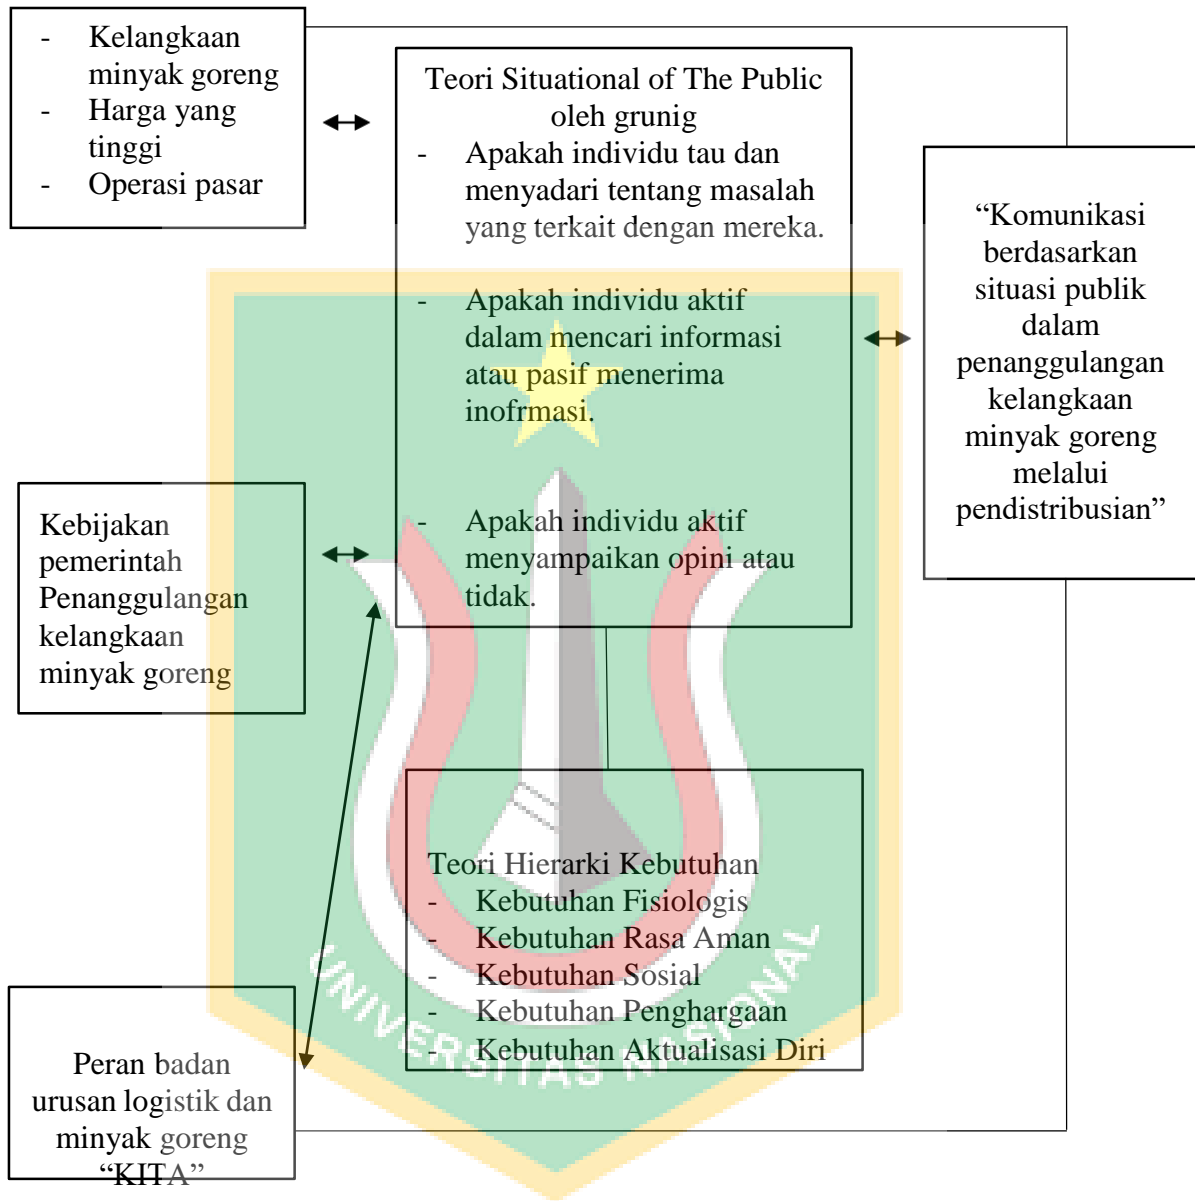 - Kelangkaan
minyak goreng
- Harga yang
tinggi
- Operasi pasar
Teori Situational of The Public
oleh grunig
- Apakah individu tau dan
menyadari tentang masalah
yang terkait dengan mereka.
- Apakah individu aktif
dalam mencari informasi
atau pasif menerima
inofrmasi.
- Apakah individu aktif
menyampaikan opini atau
tidak.
“Komunikasi
berdasarkan
situasi publik
dalam
penanggulangan
kelangkaan
minyak goreng
melalui
pendistribusian”
Kebijakan
pemerintah
Penanggulangan
kelangkaan
minyak goreng
Teori Hierarki Kebutuhan
- Kebutuhan Fisiologis
- Kebutuhan Rasa Aman
- Kebutuhan Sosial
- Kebutuhan Penghargaan
- Kebutuhan Aktualisasi Diri
Peran badan
urusan logistik dan
minyak goreng
“KITA”
UNIVERSITAS NASIONAL